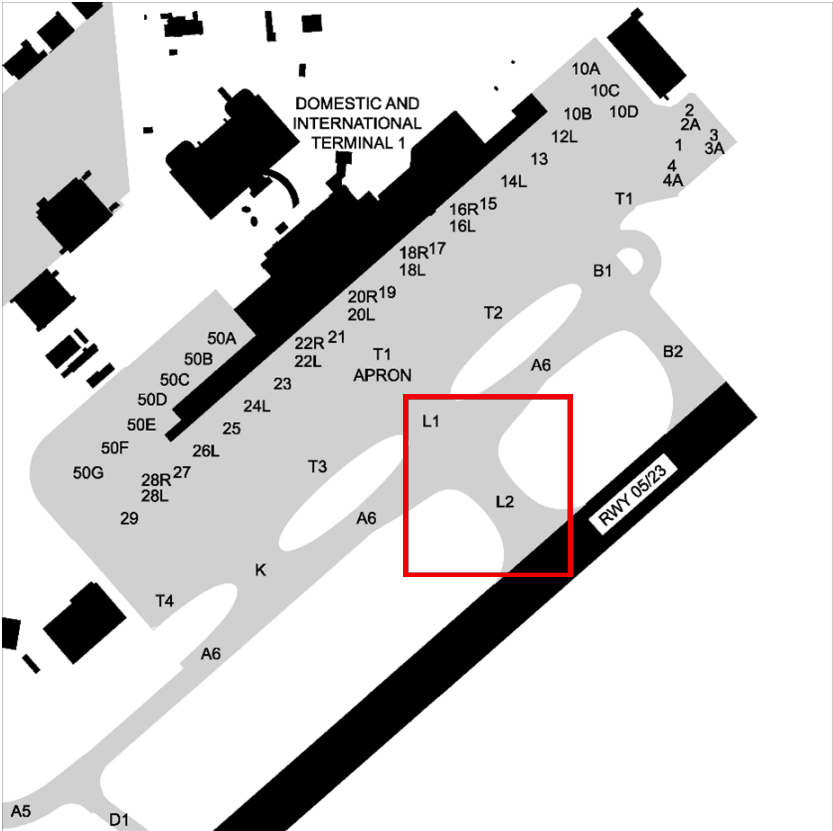 DOMESTIC AND
INTERNATIONAL
TERMINAL 1
10A
10C
10B
10D
12L
2
2A
3
3A
1
4
4A
13
14L
T1
16R
15
16L
18R
17
18L
B1
20R
19
20L
T2
22R
21
22L
T1
APRON
A6
B2
50A
50B
50C
50D
50E
50F
50G
23
24L
25
26L
27
28R
28L
29
L1
T3
L2
RWY 05/23
A6
K
T4
A6
A5
D1